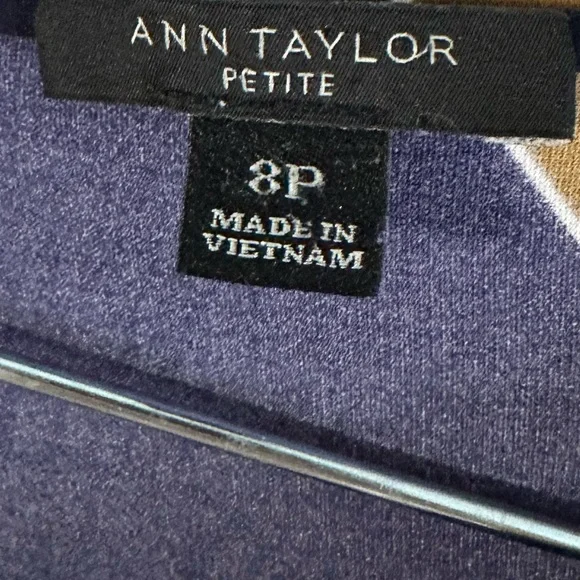 ANN TAYLOR
PETITE
8P
MADE IN
VIETNAM